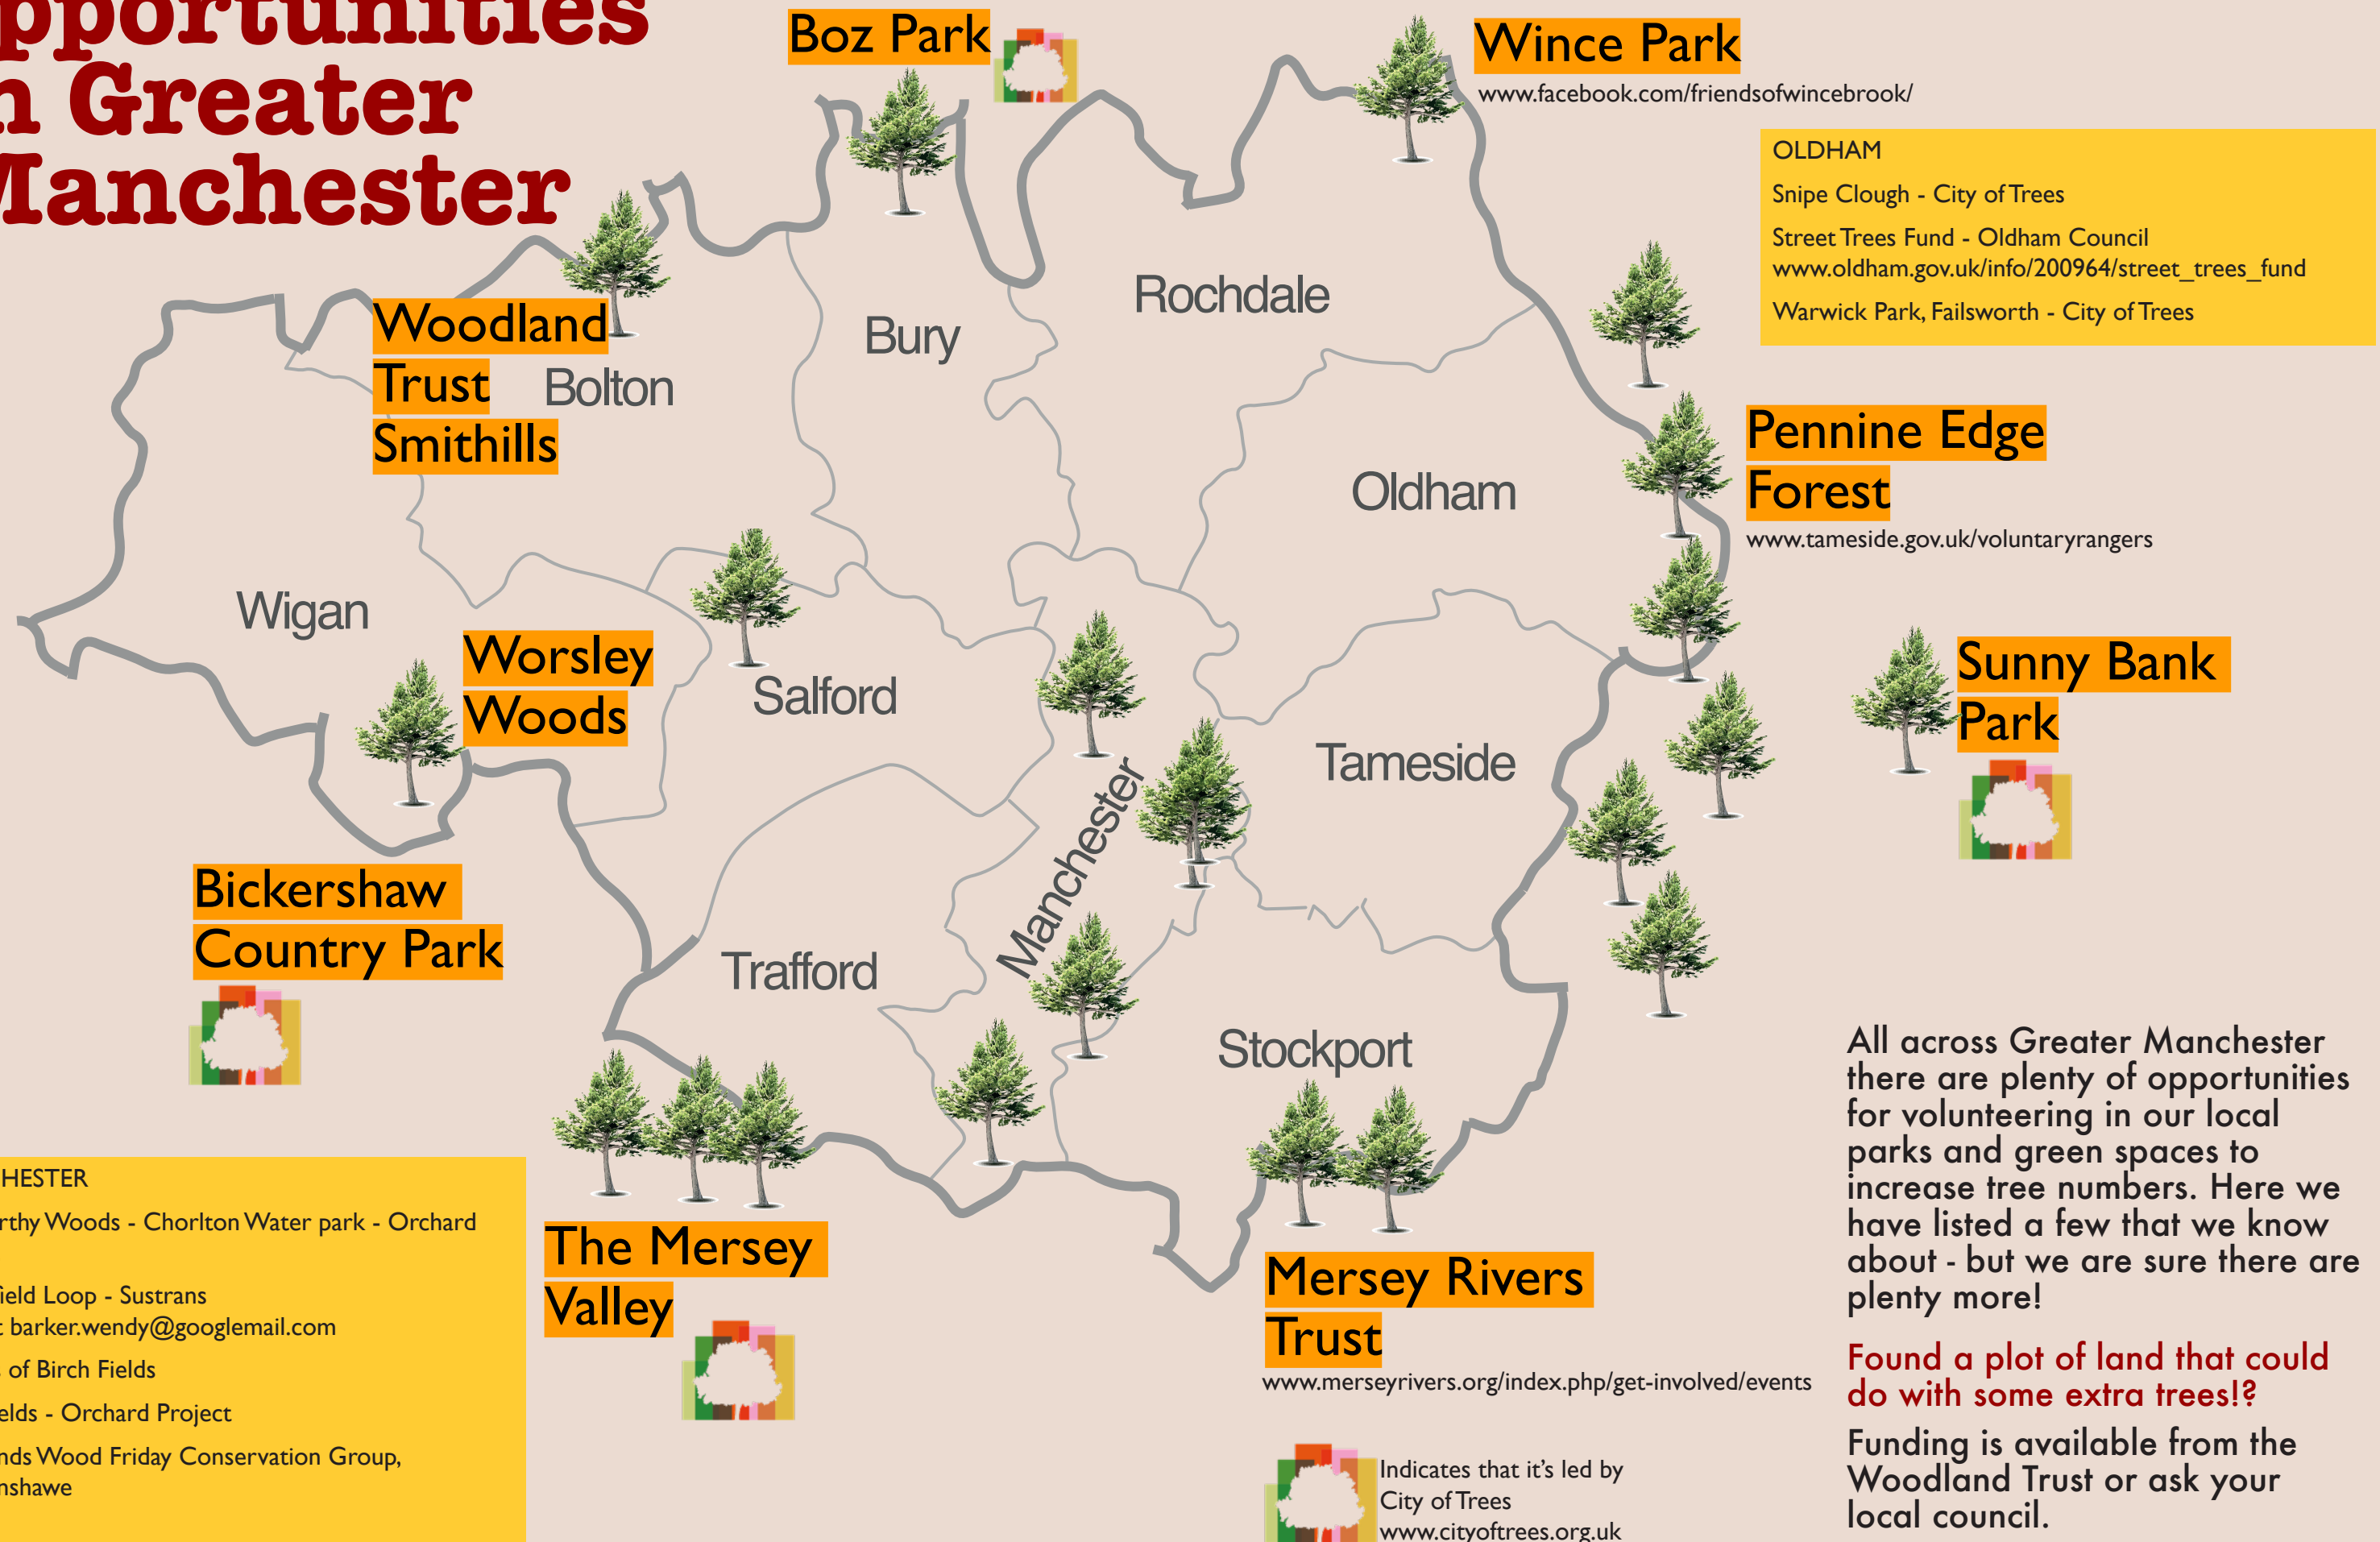 pportunities
n Greater
Manchester
Boz Park
Wince Park
www.facebook.com/friendsofwincebrook/
OLDHAM
Snipe Clough - City of Trees
Street Trees Fund - Oldham Council
www.oldham.gov.uk/info/200964/street_trees_fund
Warwick Park, Failsworth - City of Trees
Woodland
Trust
Smithills
Bolton
Bury
Rochdale
Oldham
Pennine Edge
Forest
www.tameside.gov.uk/voluntaryrangers
Wigan
Worsley
Woods
Salford
Manchester
Tameside
Sunny Bank
Park
Bickershaw
Country Park
Trafford
Stockport
HESTER
rthy Woods - Chorlton Water park - Orchard
ield Loop - Sustrans
t barker.wendy@googlemail.com
s of Birch Fields
elds - Orchard Project
nds Wood Friday Conservation Group,
nshawe
The Mersey
Valley
Mersey Rivers
Trust
www.merseyrivers.org/index.php/get-involved/events
Indicates that it's led by
City of Trees
www.cityoftrees.org.uk
All across Greater Manchester
there are plenty of opportunities
for volunteering in our local
parks and green spaces to
increase tree numbers. Here we
have listed a few that we know
about - but we are sure there are
plenty more!
Found a plot of land that could
do with some extra trees!?
Funding is available from the
Woodland Trust or ask your
local council.